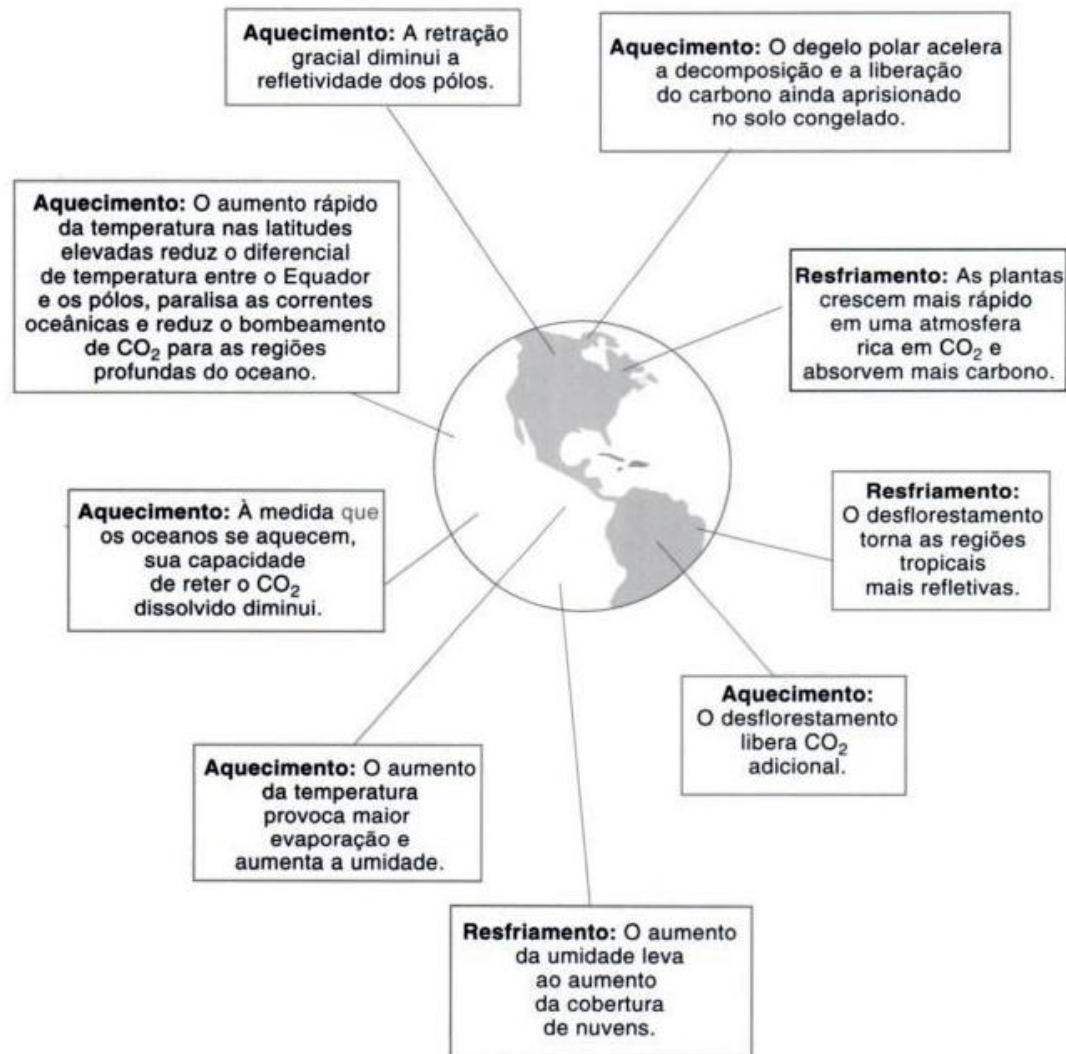 Aquecimento: A retração
gracial diminui a
refletividade dos pólos.
Aquecimento: O degelo polar acelera
a decomposição e a liberação
do carbono ainda aprisionado
no solo congelado.
Aquecimento: O aumento rápido
da temperatura nas latitudes
elevadas reduz o diferencial
de temperatura entre o Equador
e os pólos, paralisa as correntes
oceânicas e reduz o bombeamento
de CO₂ para as regiões
profundas do oceano.
Resfriamento: As plantas
crescem mais rápido
em uma atmosfera
rica em CO₂ e
absorvem mais carbono.
Aquecimento: À medida que
os oceanos se aquecem,
sua capacidade
de reter o CO₂
dissolvido diminui.
Resfriamento:
O desflorestamento
torna as regiões
tropicais
mais refletivas.
Aquecimento:
O desflorestamento
libera CO₂
adicional.
Aquecimento: O aumento
da temperatura
provoca maior
evaporação e
aumenta a umidade.
Resfriamento: O aumento
da umidade leva
ao aumento
da cobertura
de nuvens.